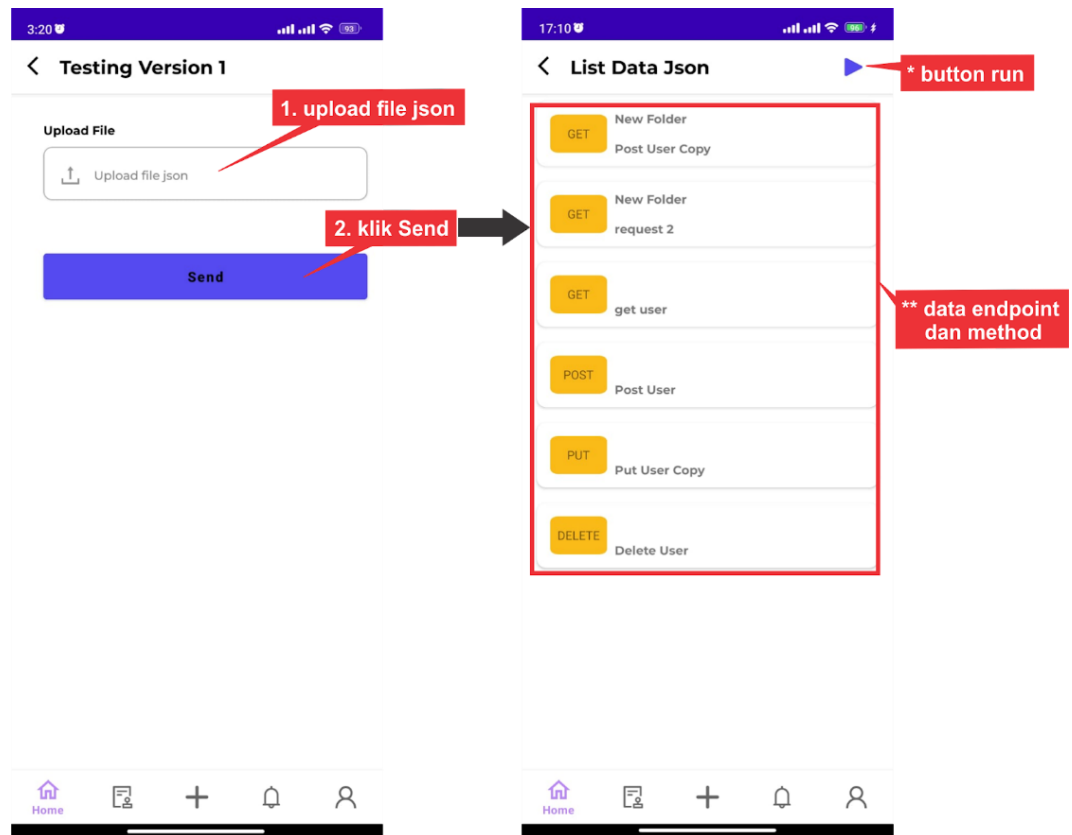 3:20
93
Testing Version 1
1. upload file json
Upload File
Upload file json
2. klik Send
Send
Home
17:10
96
List Data Json
* button run
GET
New Folder
Post User Copy
GET
New Folder
request 2
GET
get user
** data endpoint
dan method
POST
Post User
PUT
Put User Copy
DELETE
Delete User
Home